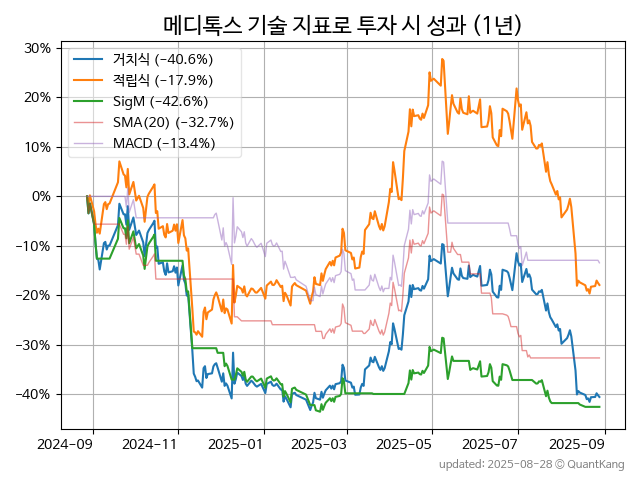 메디톡스 기술 지표로 투자 시 성과 (1년)
30%
20%
10%
0%
−10%
−20%
−30%
−40%
거치식 (−40.6%)
적립식 (−17.9%)
SigM (−42.6%)
SMA(20) (−32.7%)
MACD (−13.4%)
2024-09
2024-11
2025-01
2025-03
2025-05
2025-07
2025-09
updated: 2025-08-28 © QuantKang